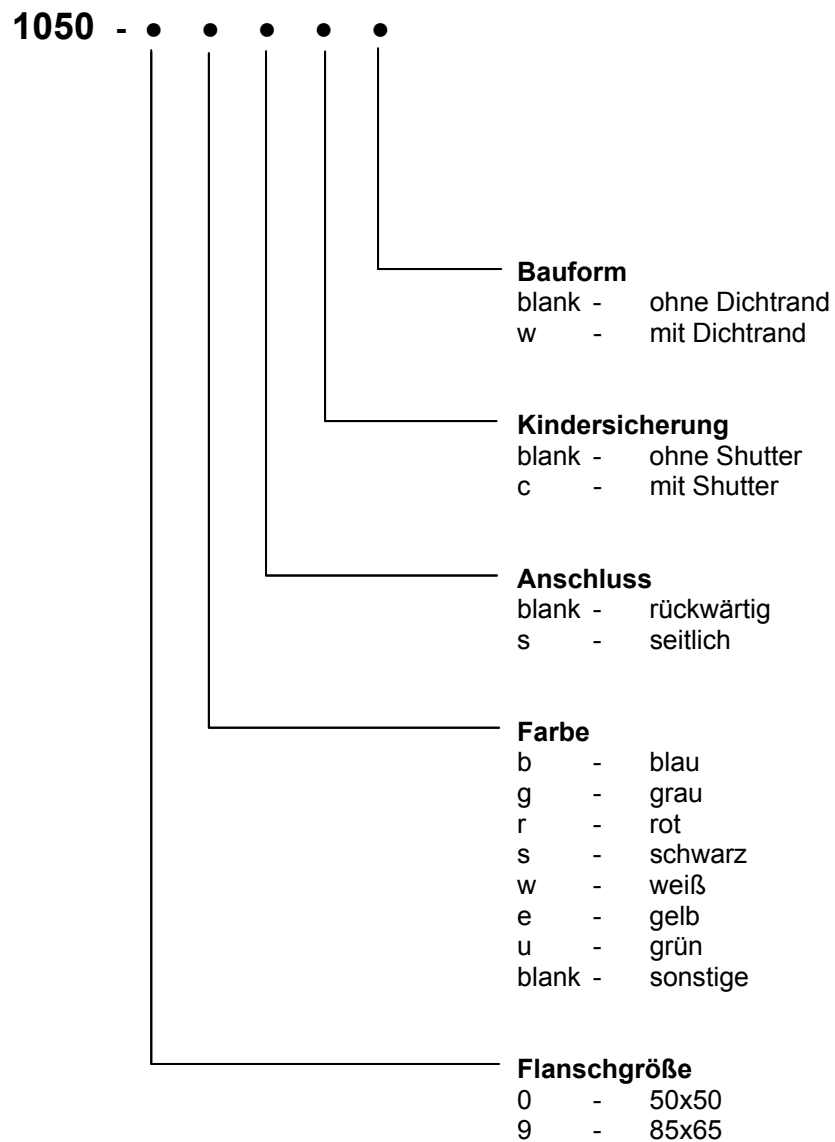 1050 - ● ● ● ● ●
Bauform
blank - ohne Dichtrand
w - mit Dichtrand
Kindersicherung
blank - ohne Shutter
c - mit Shutter
Anschluss
blank - rückwärtig
s - seitlich
Farbe
b - blau
g - grau
r - rot
s - schwarz
w - weiß
e - gelb
u - grün
blank - sonstige
Flanschgröße
0 - 50x50
9 - 85x65